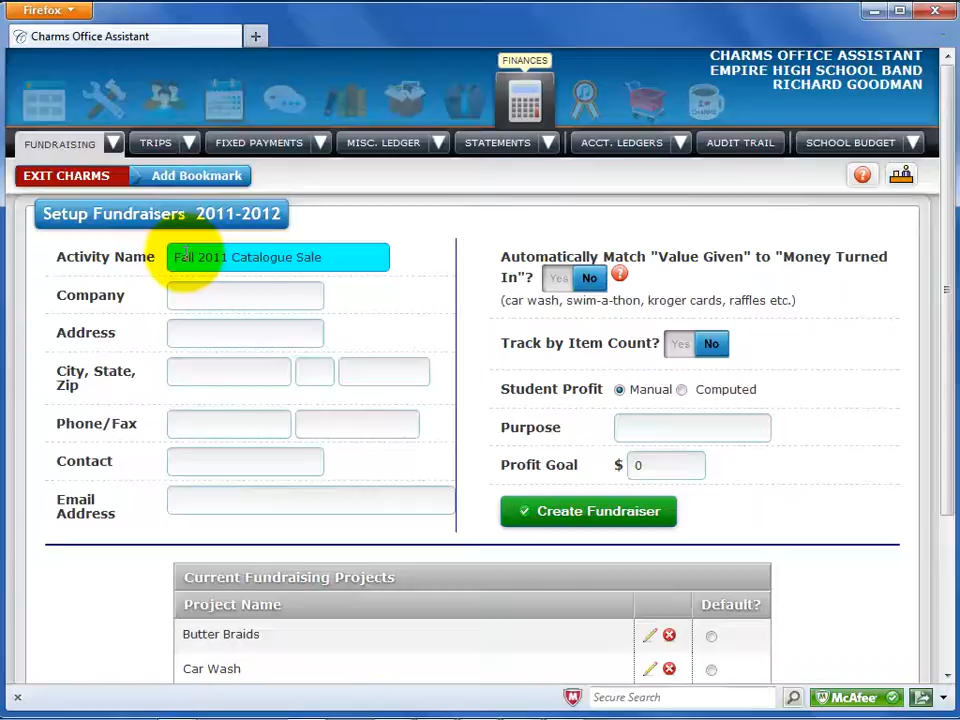 Firefox
Charms Office Assistant
FINANCES
CHARMS OFFICE ASSISTANT
EMPIRE HIGH SCHOOL BAND
RICHARD GOODMAN
FUNDRAISING TRIPS FIXED PAYMENTS MISC. LEDGER STATEMENTS ACCT. LEDGERS AUDIT TRAIL SCHOOL BUDGET
EXIT CHARMS Add Bookmark
Setup Fundraisers 2011-2012
Activity Name Fall 2011 Catalogue Sale
Company
Address
City, State,
Zip
Phone/Fax
Contact
Email
Address
Automatically Match "Value Given" to "Money Turned
In"? Yes No
(car wash, swim-a-thon, kroger cards, raffles etc.)
Track by Item Count? Yes No
Student Profit Manual Computed
Purpose
Profit Goal $ 0
Create Fundraiser
Current Fundraising Projects
Project Name Default?
Butter Braids
Car Wash
Secure Search McAfee